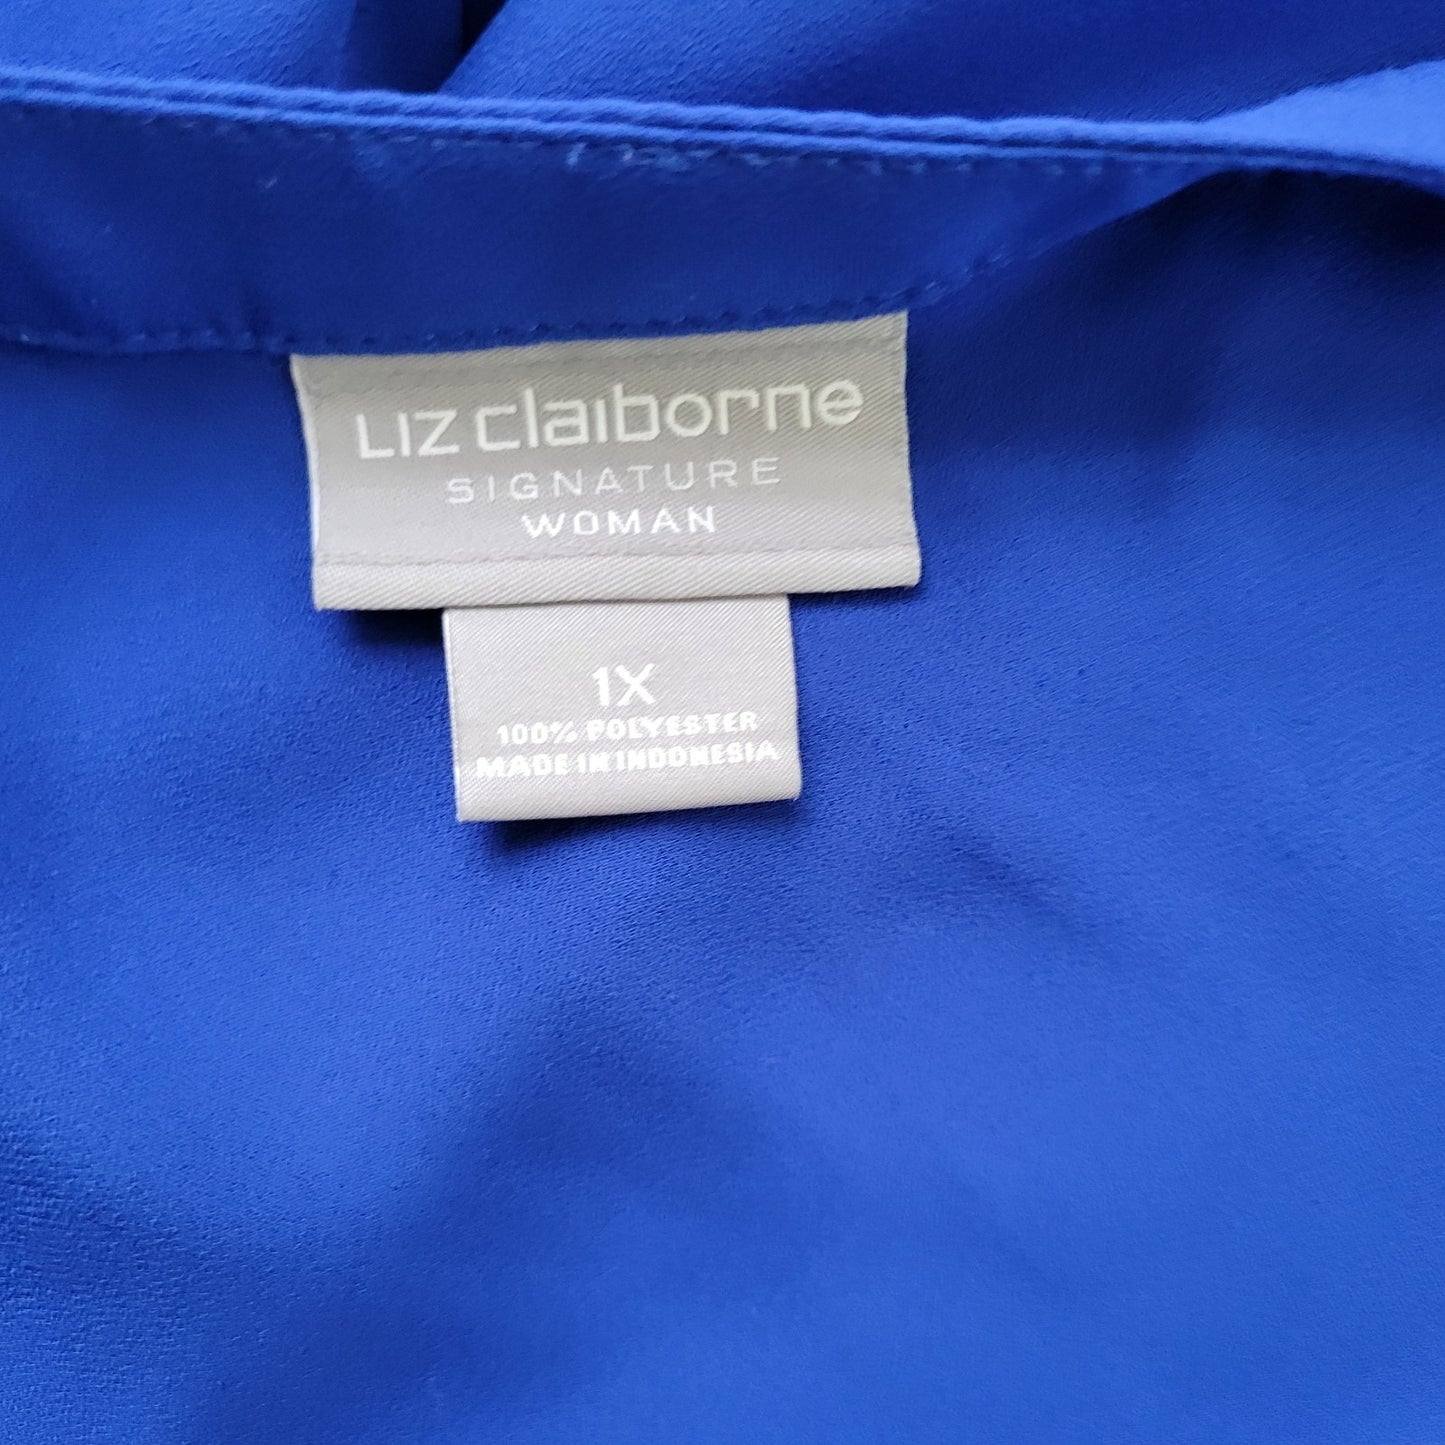 LIZ claiborne
SIGNATURE
WOMAN
1X
100% POLYESTER
MADE IN INDONESIA